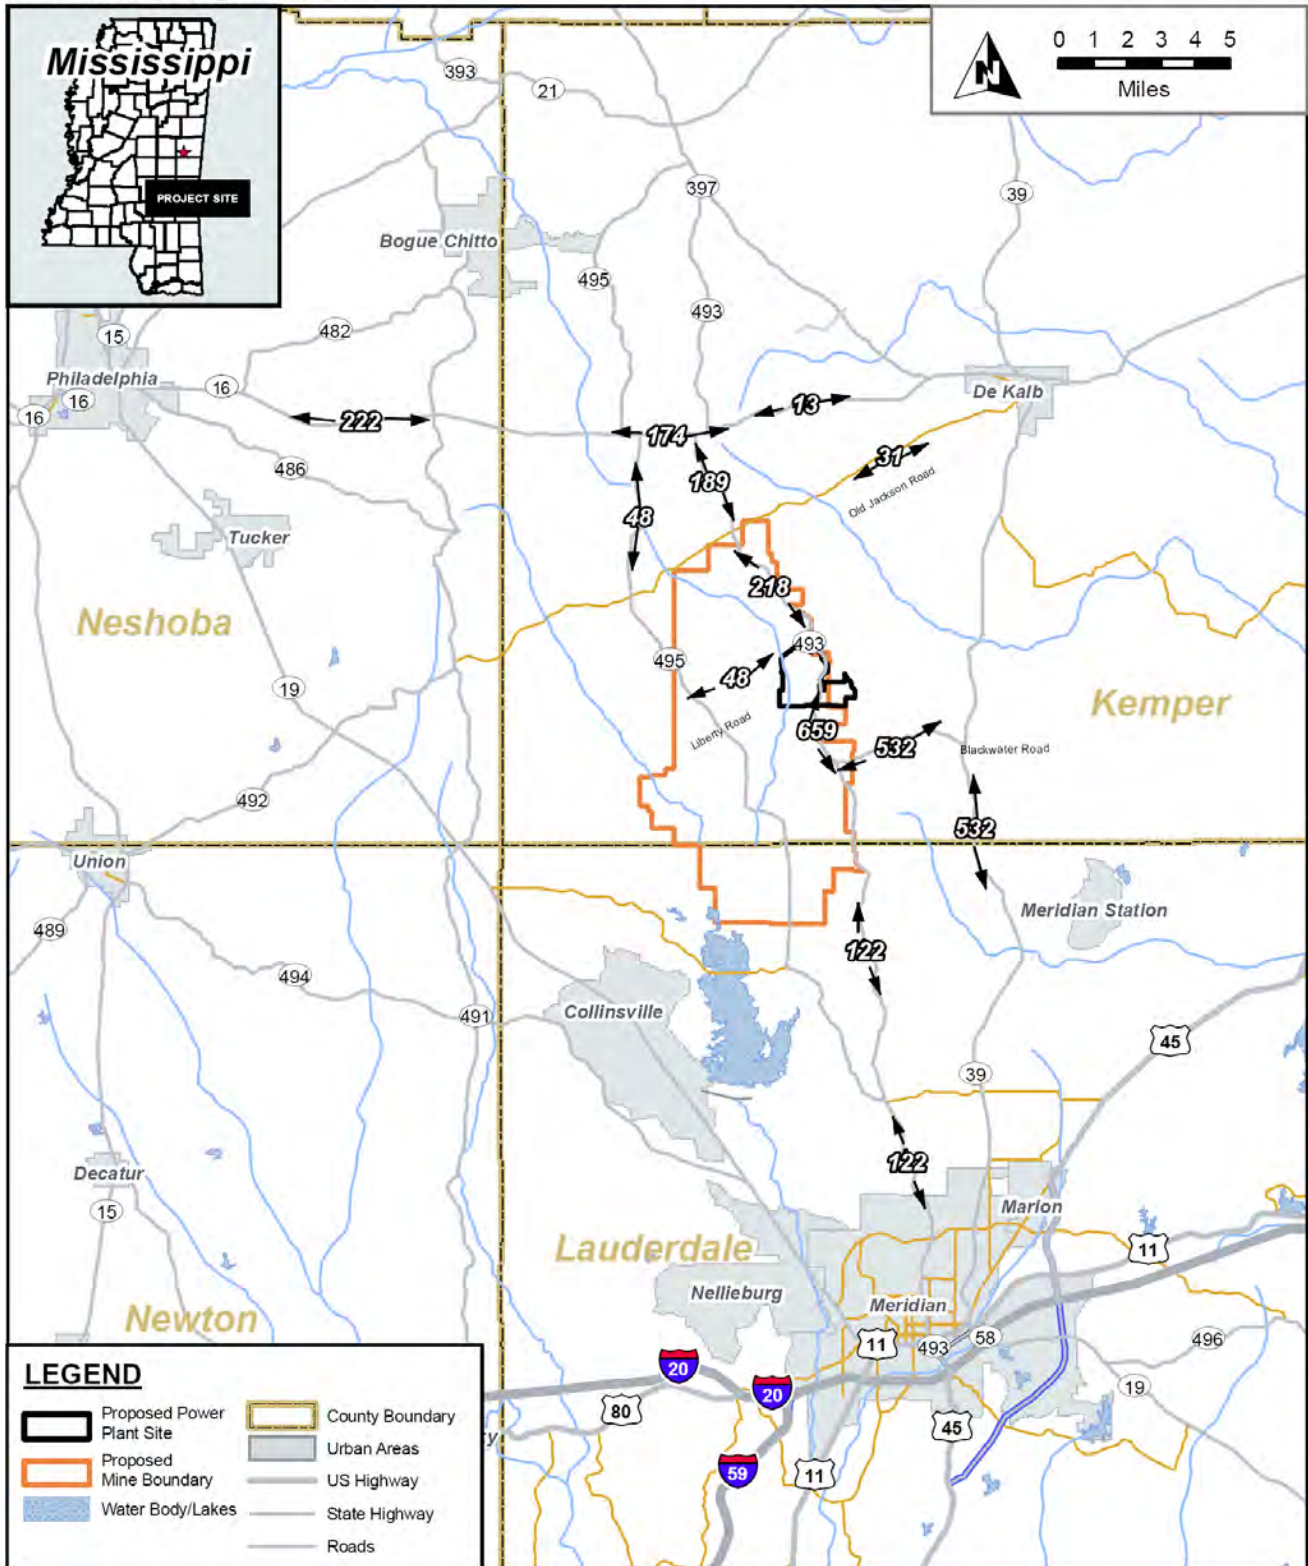 Mississippi
PROJECT SITE
N
0 1 2 3 4 5
Miles
393
21
397
39
Bogue Chitto
495
493
15
482
Philadelphia
16
16
16
222
174
13
De Kalb
486
189
31
Old Jackson Road
48
Tucker
218
Neshoba
493
495
48
19
Kemper
Liberty Road
659
532
Blackwater Road
492
532
Union
Meridian Station
489
122
494
491
Collinsville
45
39
Decatur
122
15
Marion
Lauderdale
11
Nellieburg
Newton
Meridian
11
493
58
496
20
20
19
80
45
y
59
11
LEGEND
Proposed Power
Plant Site
Proposed
Mine Boundary
Water Body/Lakes
County Boundary
Urban Areas
US Highway
State Highway
Roads